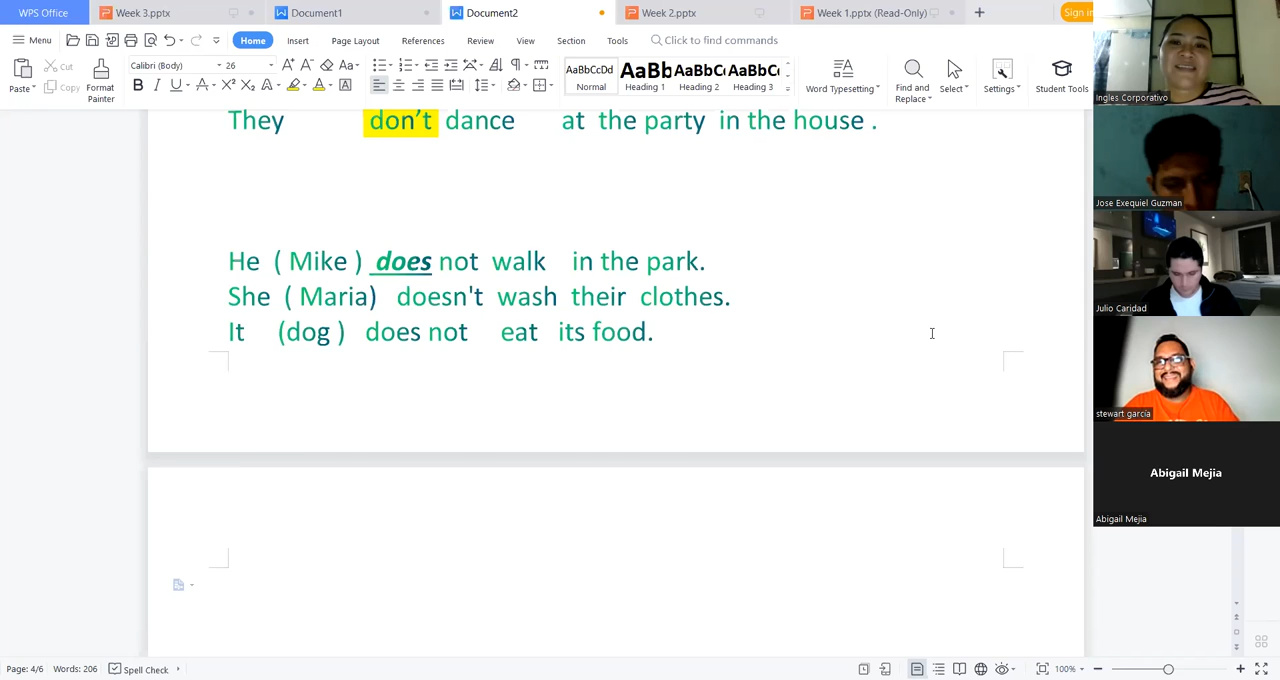 WPS Office
Week 3.pptx
Document1
Document2
Week 2.pptx
Week 1.pptx (Read-Only)
Sign in
Menu
Home
Insert
Page Layout
References
Review
View
Section
Tools
Click to find commands
Paste
Cut
Copy
Format Painter
Calibri (Body)
26
AaBbCcDd
Normal
AaBb
Heading 1
AaBbCc
Heading 2
AaBbCc
Heading 3
Word Typesetting
Find and Replace
Select
Settings
Student Tools
They don't dance at the party in the house .
He ( Mike ) does not walk in the park.
She ( Maria) doesn't wash their clothes.
It (dog ) does not eat its food.
Ingles Corporativo
Jose Exequiel Guzman
Julio Caridad
stewart garcía
Abigail Mejia
Abigail Mejia
Page: 4/6
Words: 206
Spell Check
100%